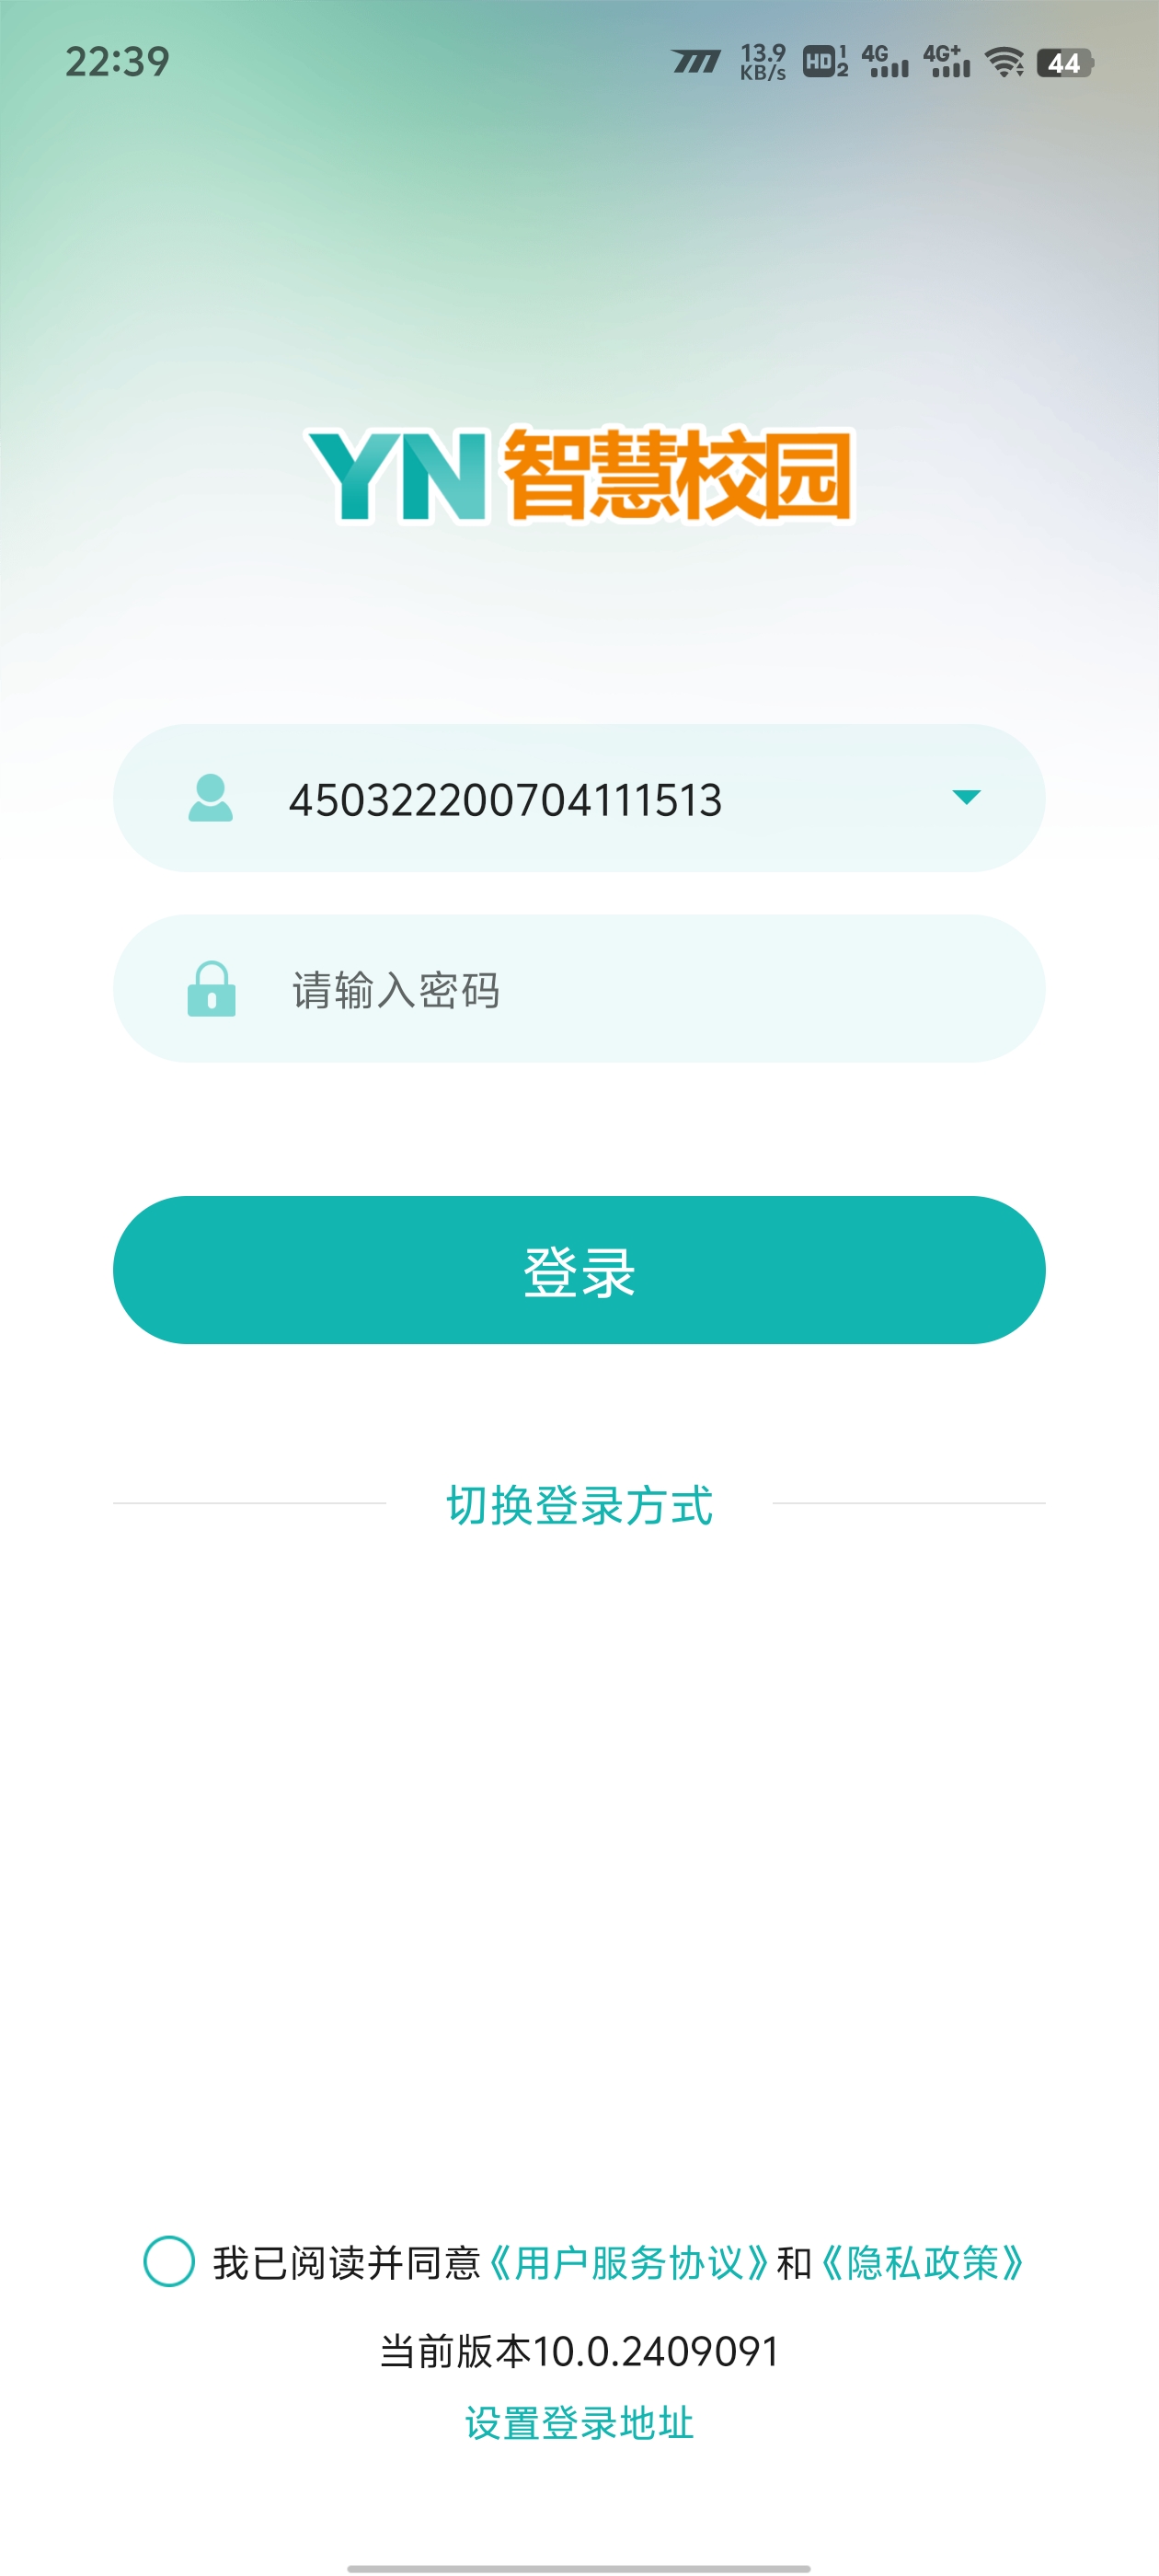 22:39
13.9 KB/s HD 1 2 4G 4G+ 44
YN智慧校园
450322200704111513
请输入密码
登录
切换登录方式
我已阅读并同意《用户服务协议》和《隐私政策》
当前版本10.0.2409091
设置登录地址